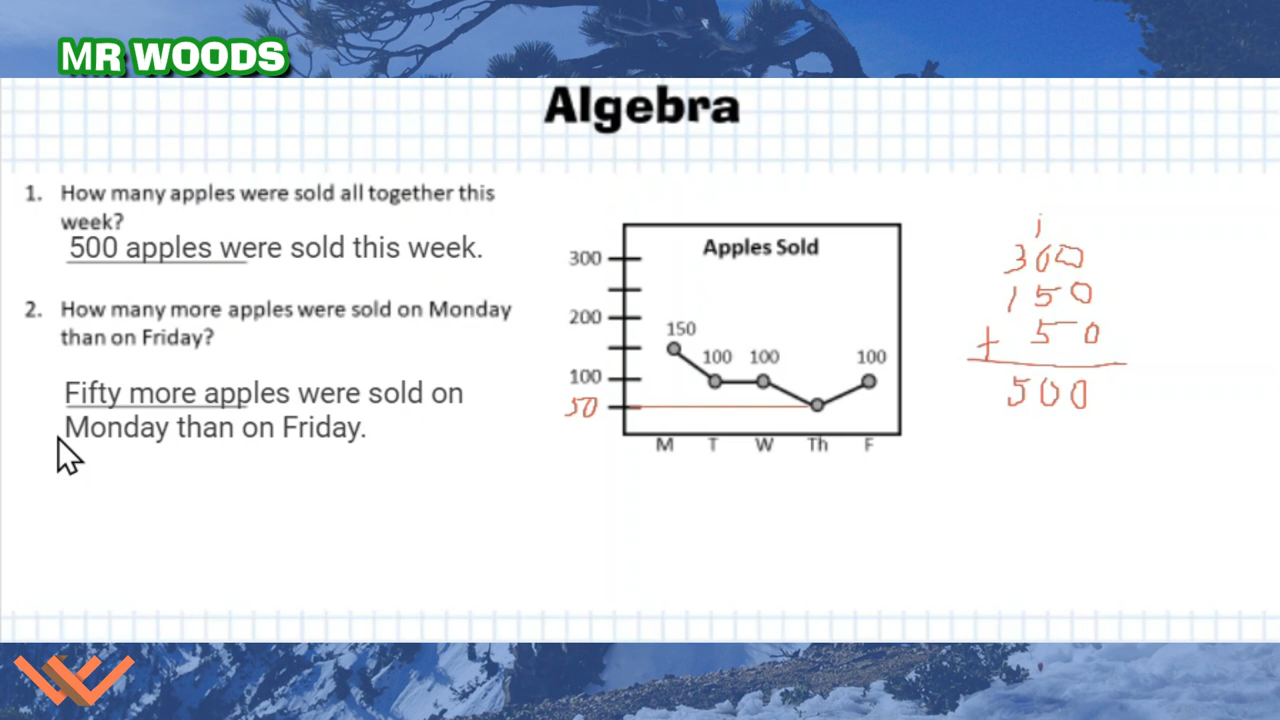 MR WOODS
Algebra
1. How many apples were sold all together this
week?
500 apples were sold this week.
2. How many more apples were sold on Monday
than on Friday?
Fifty more apples were sold on
Monday than on Friday.
Apples Sold
300
200
100
50
150
100
100
100
M T W Th F
1
300
150
+ 50
500